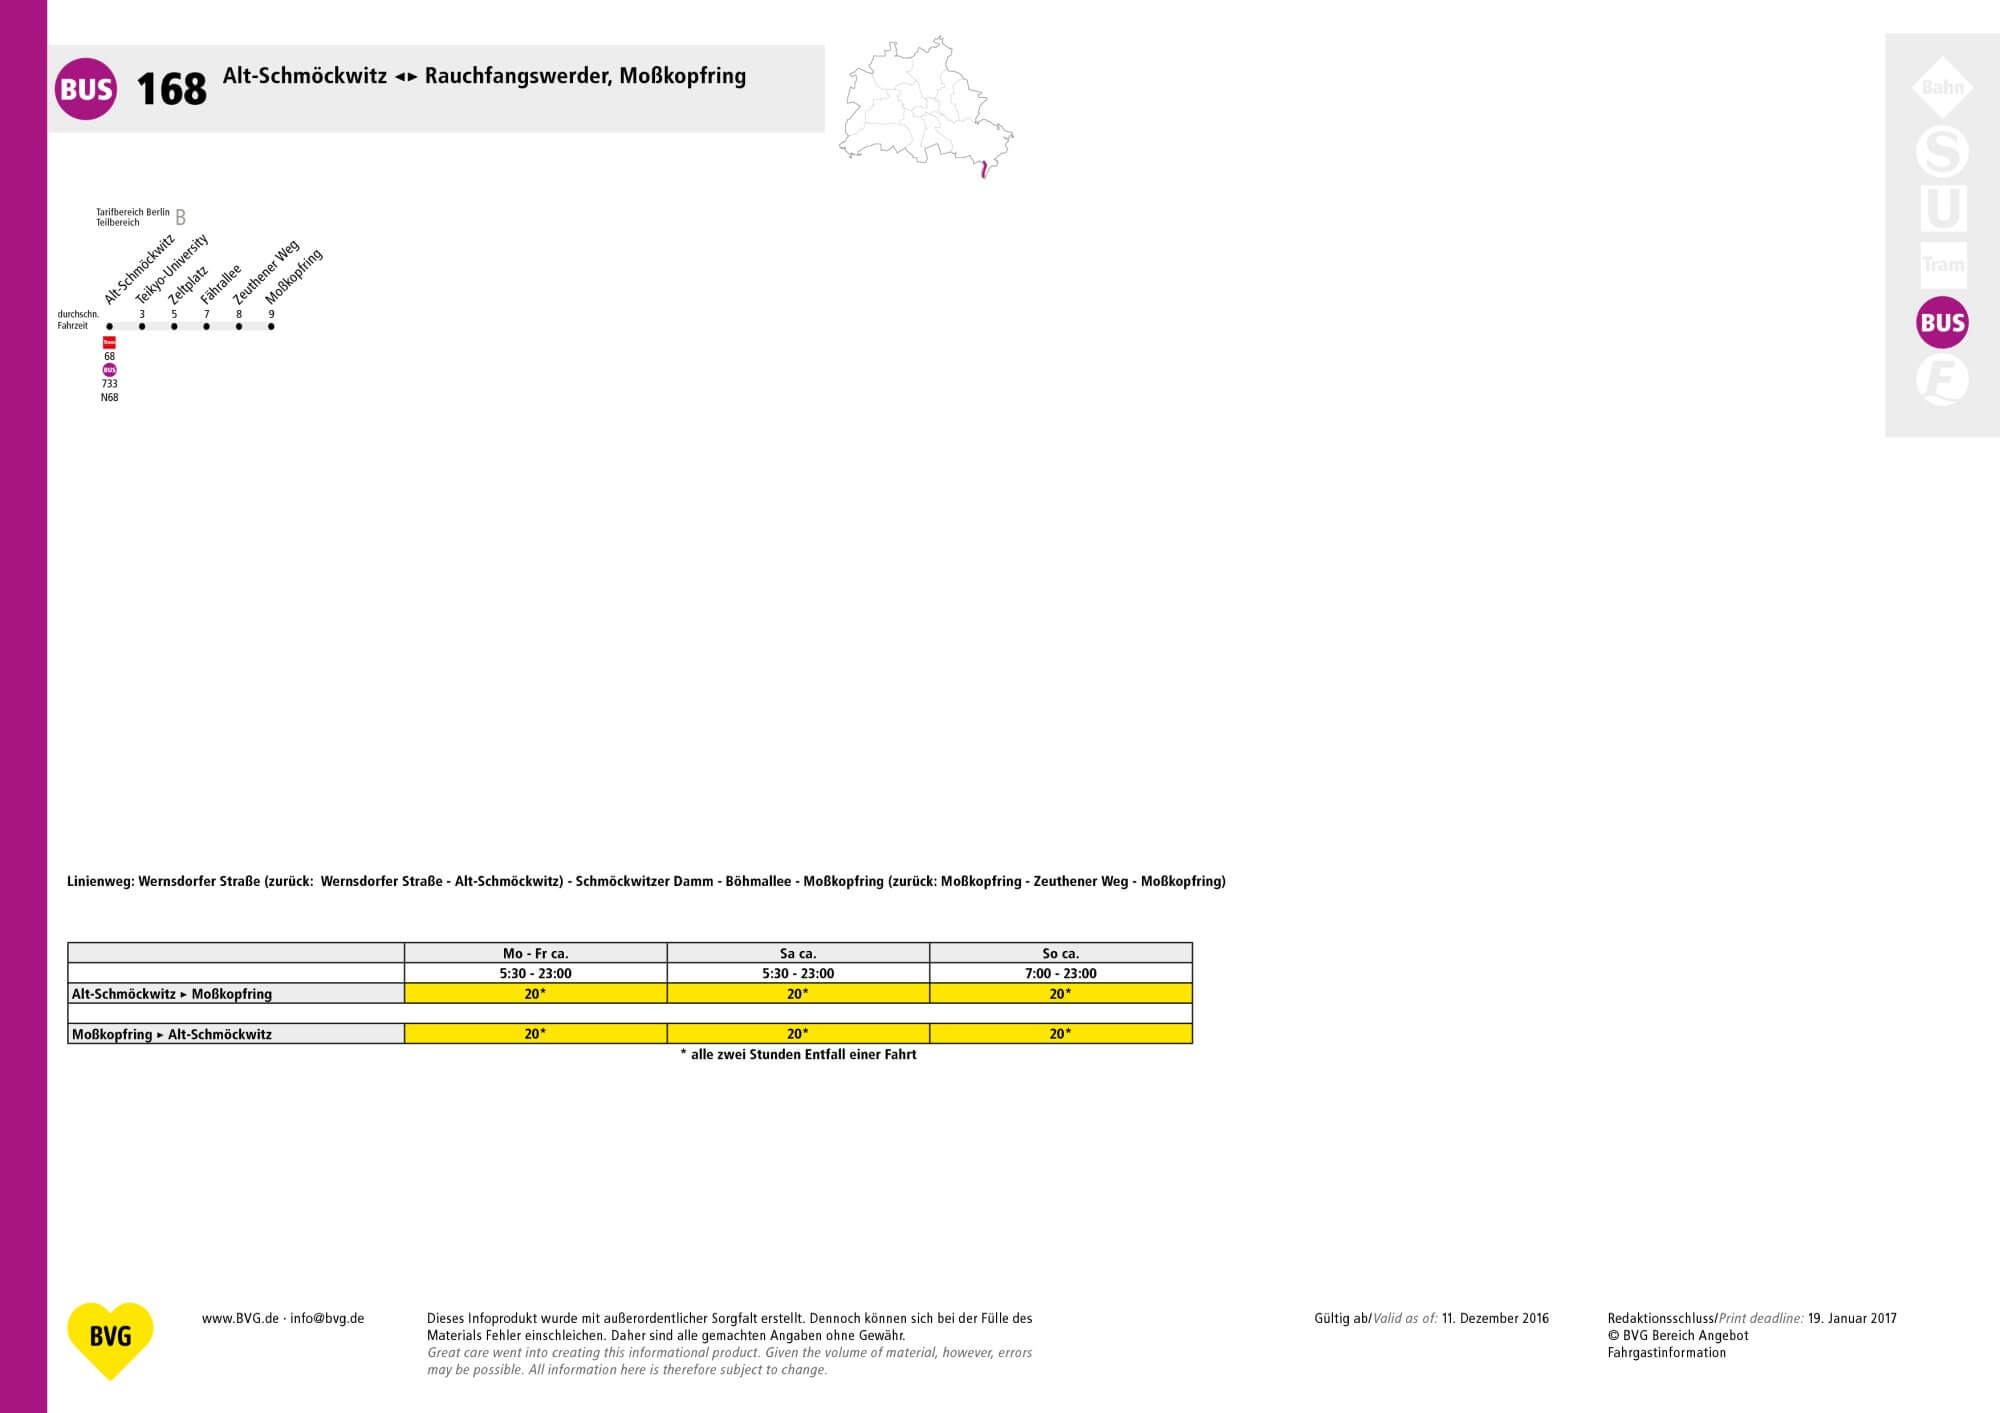 BUS 168 Alt-Schmöckwitz ◄► Rauchfangswerder, Moßkopfring
Bahn
S
U
Tram
BUS
F
Tarifbereich Berlin B
Teilbereich
Alt-Schmöckwitz
Teikyo-University
Zeltplatz
Fährallee
Zeuthener Weg
Moßkopfring
durchschn. 3 5 7 8 9
Fahrzeit
Tram
68
BUS
733
N68
Linienweg: Wernsdorfer Straße (zurück: Wernsdorfer Straße - Alt-Schmöckwitz) - Schmöckwitzer Damm - Böhmallee - Moßkopfring (zurück: Moßkopfring - Zeuthener Weg - Moßkopfring)
Mo - Fr ca. Sa ca. So ca.
5:30 - 23:00 5:30 - 23:00 7:00 - 23:00
Alt-Schmöckwitz ► Moßkopfring 20* 20* 20*
Moßkopfring ► Alt-Schmöckwitz 20* 20* 20*
* alle zwei Stunden Entfall einer Fahrt
BVG
www.BVG.de · info@bvg.de
Dieses Infoprodukt wurde mit außerordentlicher Sorgfalt erstellt. Dennoch können sich bei der Fülle des
Materials Fehler einschleichen. Daher sind alle gemachten Angaben ohne Gewähr.
Great care went into creating this informational product. Given the volume of material, however, errors
may be possible. All information here is therefore subject to change.
Gültig ab/Valid as of: 11. Dezember 2016
Redaktionsschluss/Print deadline: 19. Januar 2017
© BVG Bereich Angebot
Fahrgastinformation